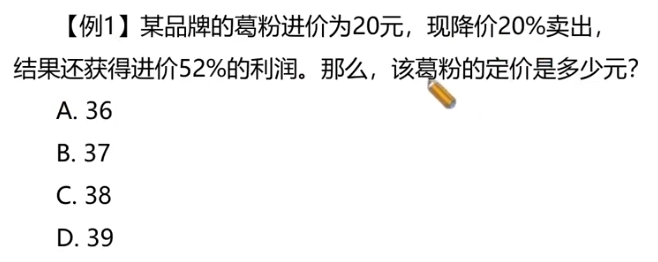 【例1】某品牌的葛粉进价为20元，现降价20%卖出，
结果还获得进价52%的利润。那么，该葛粉的定价是多少元？
A. 36
B. 37
C. 38
D. 39